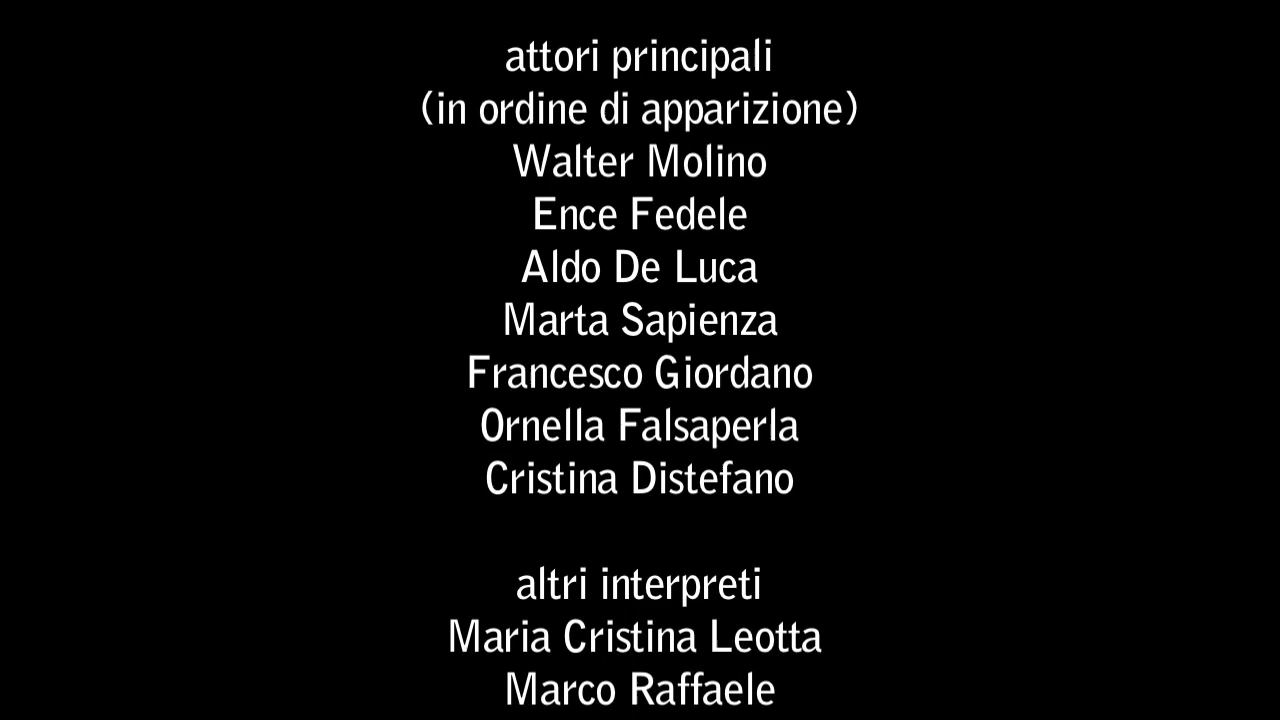 attori principali
(in ordine di apparizione)
Walter Molino
Ence Fedele
Aldo De Luca
Marta Sapienza
Francesco Giordano
Ornella Falsaperla
Cristina Distefano
altri interpreti
Maria Cristina Leotta
Marco Raffaele